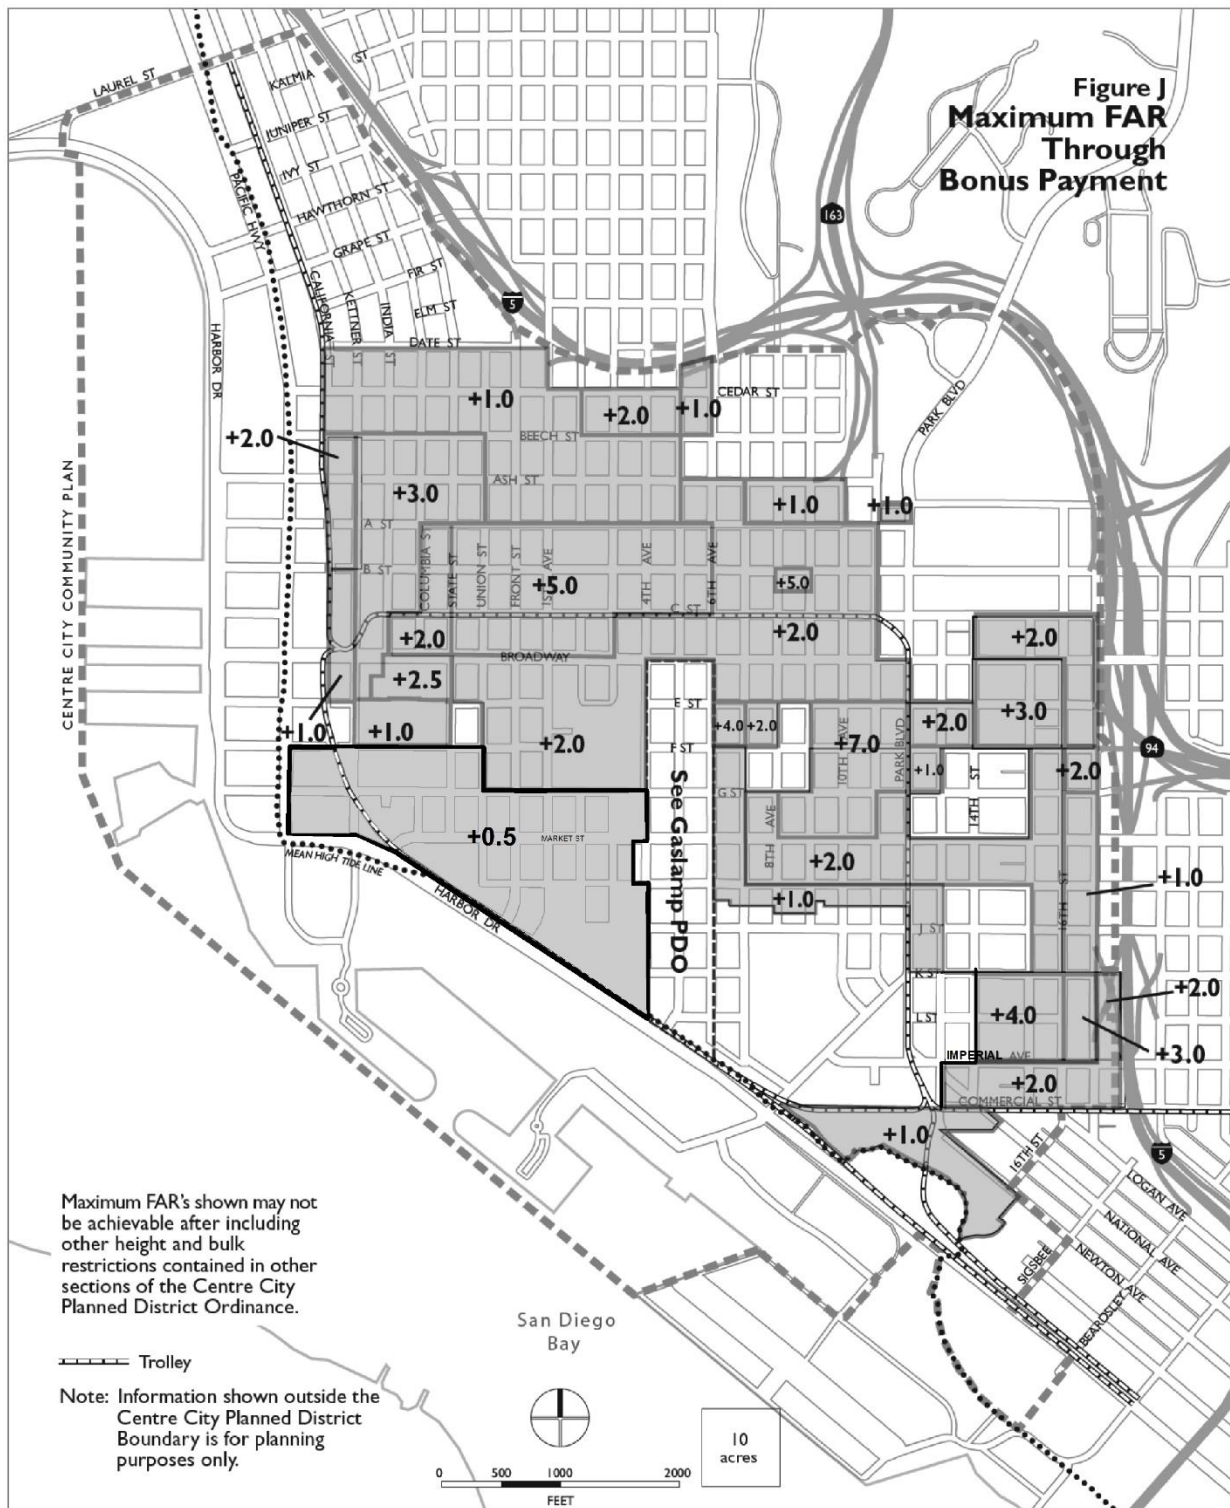 Figure J
Maximum FAR
Through
Bonus Payment
LAUREL ST
KALMIA
ST
JUNIPER ST
IVY ST
HAWTHORN ST
GRAPE ST
FIR ST
ELM ST
DATE ST
PACIFIC HWY
CALIFORNIA ST
KETTNER ST
INDIA ST
HARBOR DR
CENTRE CITY COMMUNITY PLAN
163
5
PARK BLVD
CEDAR ST
+1.0
+2.0
+1.0
+2.0
BEECH ST
ASH ST
+3.0
+1.0
+1.0
A ST
B ST
COLUMBIA ST
STATE ST
UNION ST
FRONT ST
1ST AVE
4TH AVE
6TH AVE
+5.0
+5.0
C ST
+2.0
+2.0
+2.0
BROADWAY
+2.5
E ST
+4.0
+2.0
+2.0
+3.0
+1.0
+1.0
+2.0
F ST
+7.0
10TH AVE
PARK BLVD
+1.0
14TH ST
+2.0
94
See Gaslamp PDO
G ST
8TH AVE
+0.5
MARKET ST
+2.0
MEAN HIGH TIDE LINE
HARBOR DR
+1.0
16TH ST
+1.0
J ST
K ST
+2.0
L ST
+4.0
+3.0
IMPERIAL AVE
+2.0
COMMERCIAL ST
+1.0
16TH ST
5
LOGAN AVE
NATIONAL AVE
NEWTON AVE
SIGSBEE
BEARDSLEY
Maximum FAR's shown may not
be achievable after including
other height and bulk
restrictions contained in other
sections of the Centre City
Planned District Ordinance.
Trolley
Note: Information shown outside the
Centre City Planned District
Boundary is for planning
purposes only.
San Diego
Bay
10
acres
0 500 1000 2000
FEET